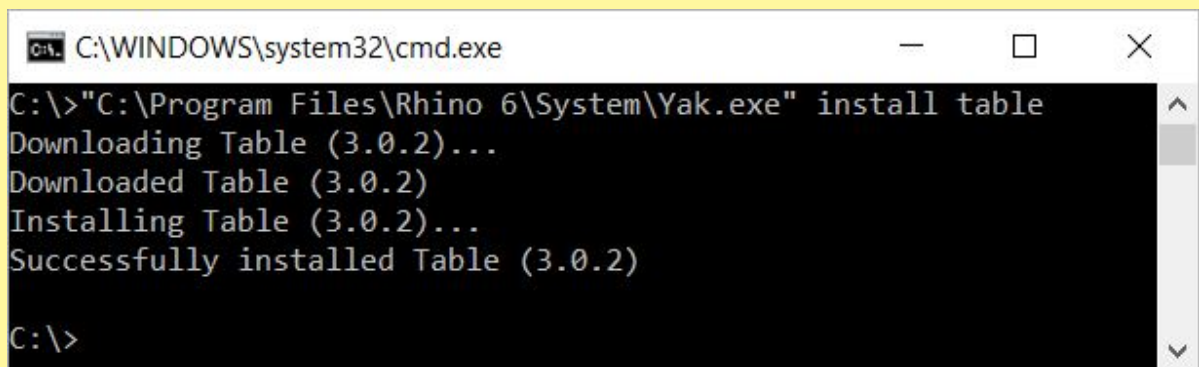 C:\WINDOWS\system32\cmd.exe
C:\>"C:\Program Files\Rhino 6\System\Yak.exe" install table
Downloading Table (3.0.2)...
Downloaded Table (3.0.2)
Installing Table (3.0.2)...
Successfully installed Table (3.0.2)
C:\>